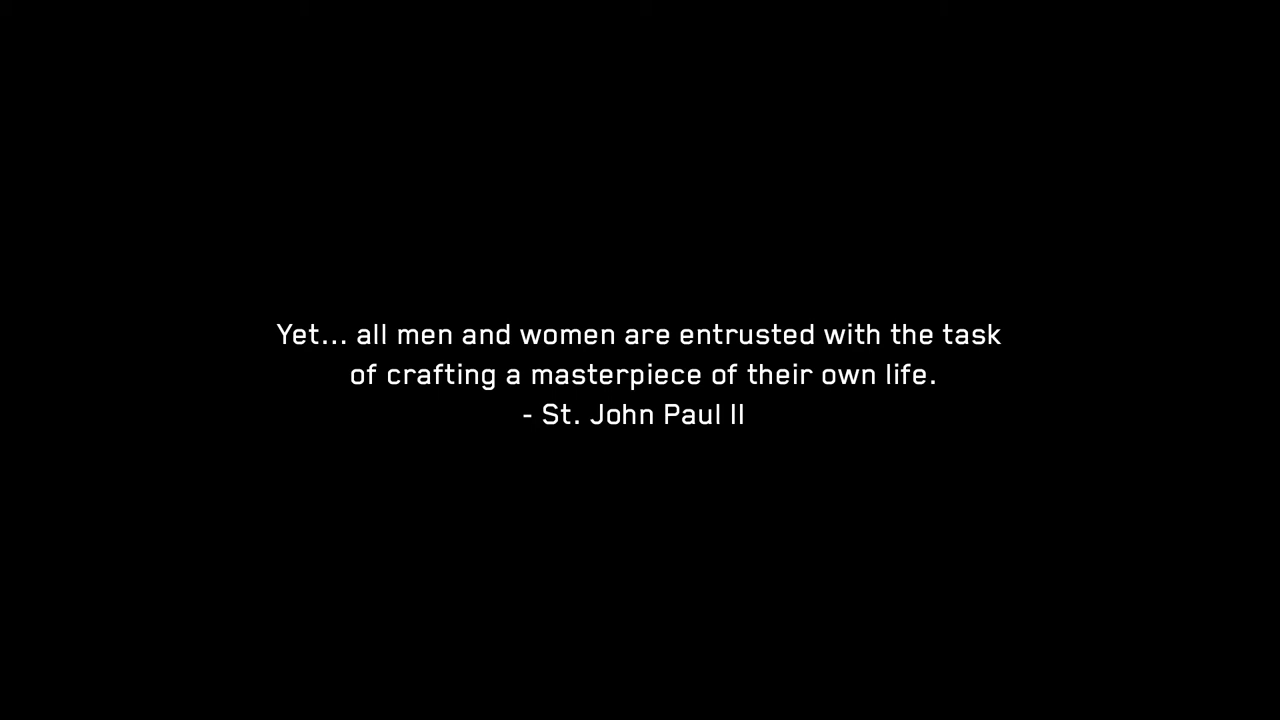 Yet... all men and women are entrusted with the task
of crafting a masterpiece of their own life.
- St. John Paul II